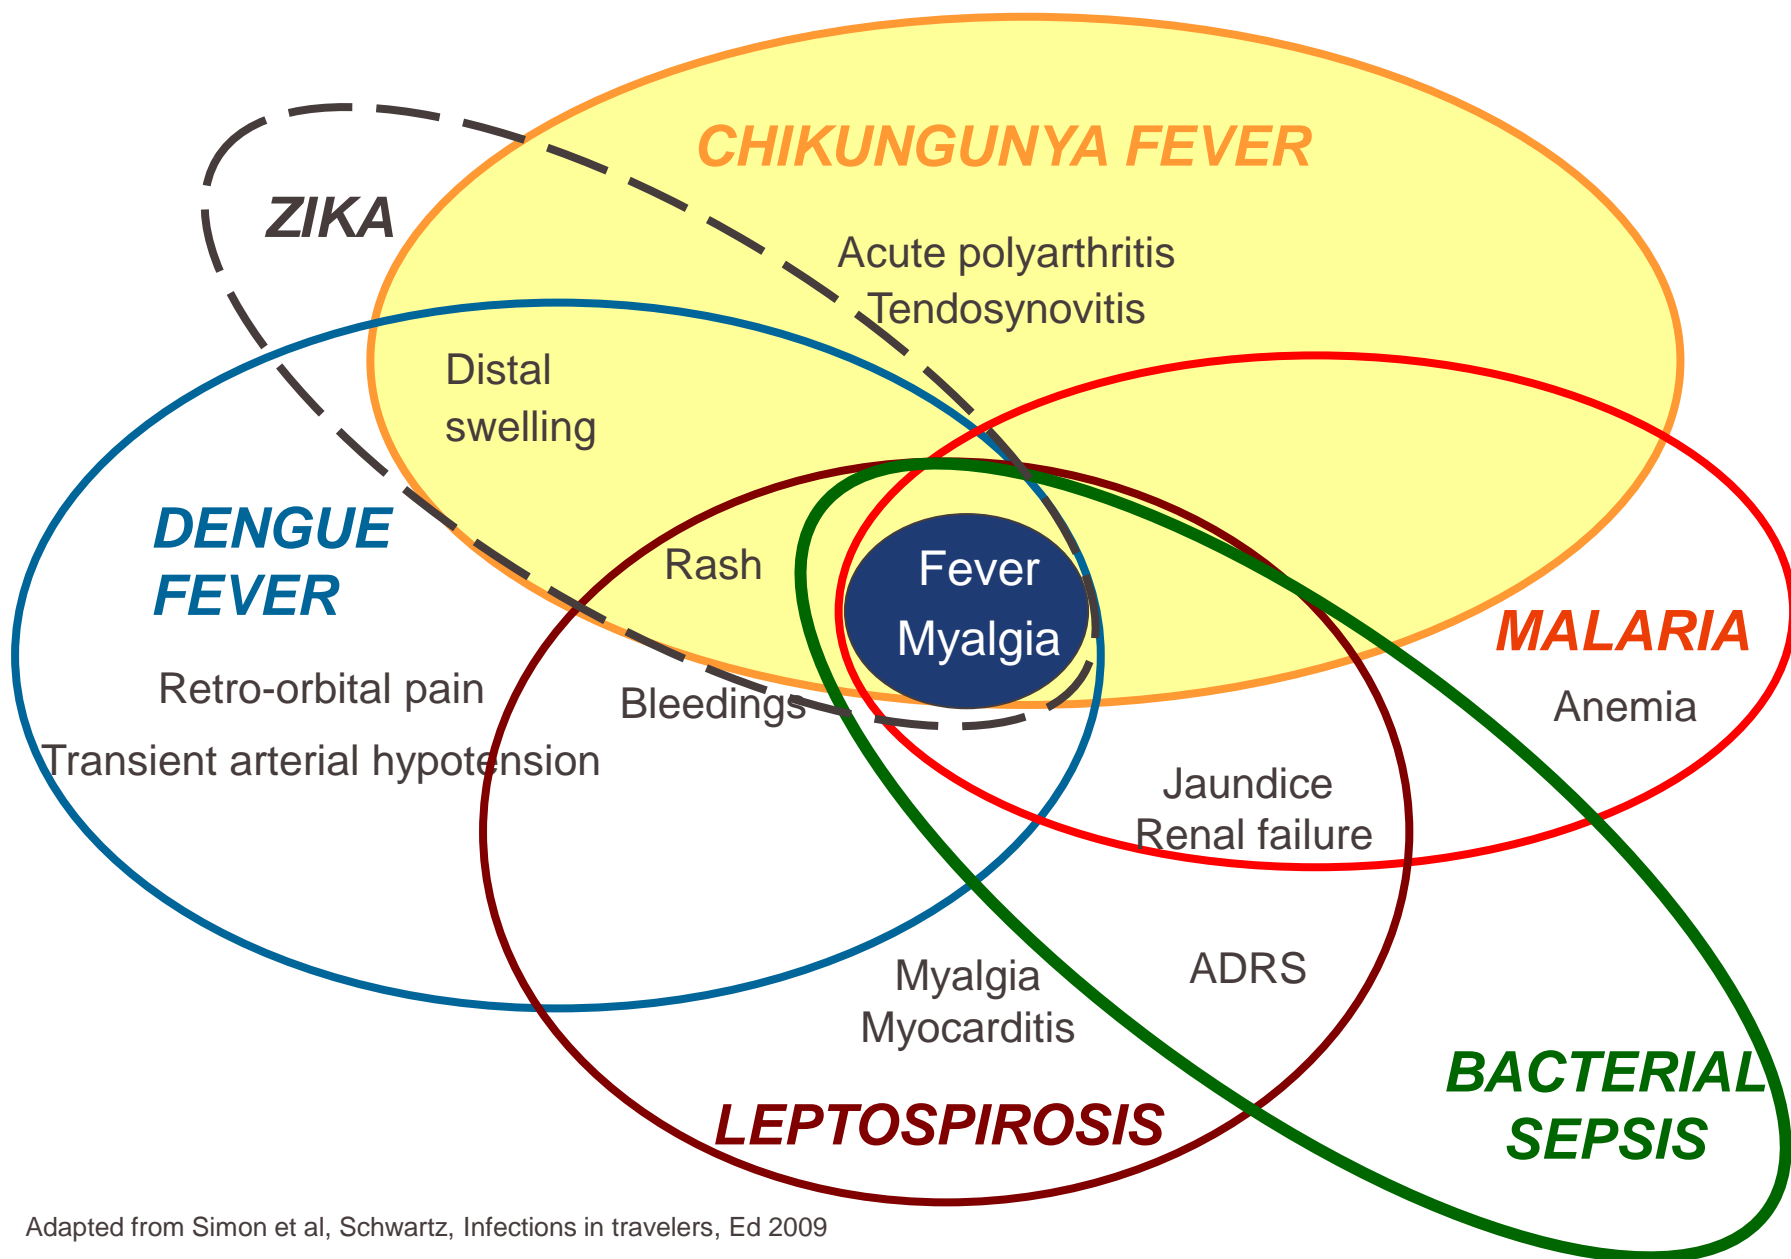 CHIKUNGUNYA FEVER
ZIKA
Acute polyarthritis
Tendosynovitis
Distal
swelling
DENGUE
FEVER
Rash
Fever
Myalgia
MALARIA
Retro-orbital pain
Bleedings
Anemia
Transient arterial hypotension
Jaundice
Renal failure
Myalgia
Myocarditis
ADRS
BACTERIAL
SEPSIS
LEPTOSPIROSIS
Adapted from Simon et al, Schwartz, Infections in travelers, Ed 2009